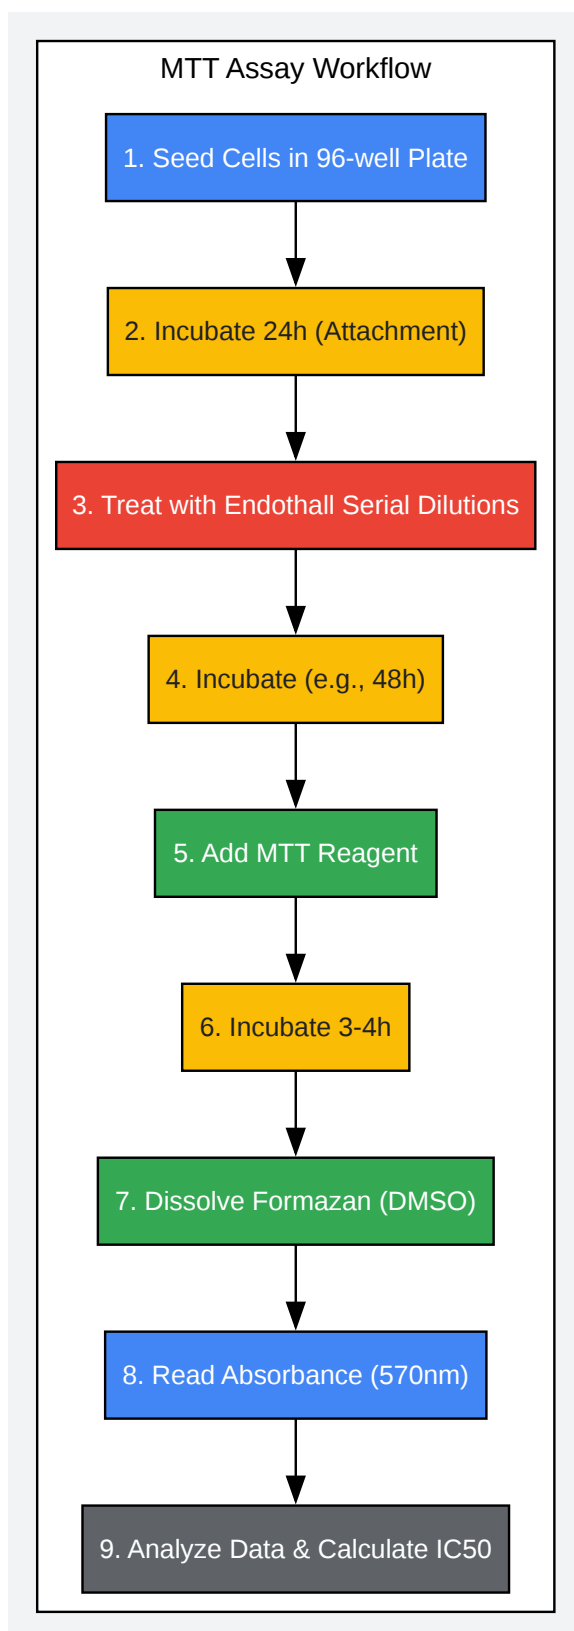 MTT Assay Workflow
1. Seed Cells in 96-well Plate
2. Incubate 24h (Attachment)
3. Treat with Endothall Serial Dilutions
4. Incubate (e.g., 48h)
5. Add MTT Reagent
6. Incubate 3-4h
7. Dissolve Formazan (DMSO)
8. Read Absorbance (570nm)
9. Analyze Data & Calculate IC50